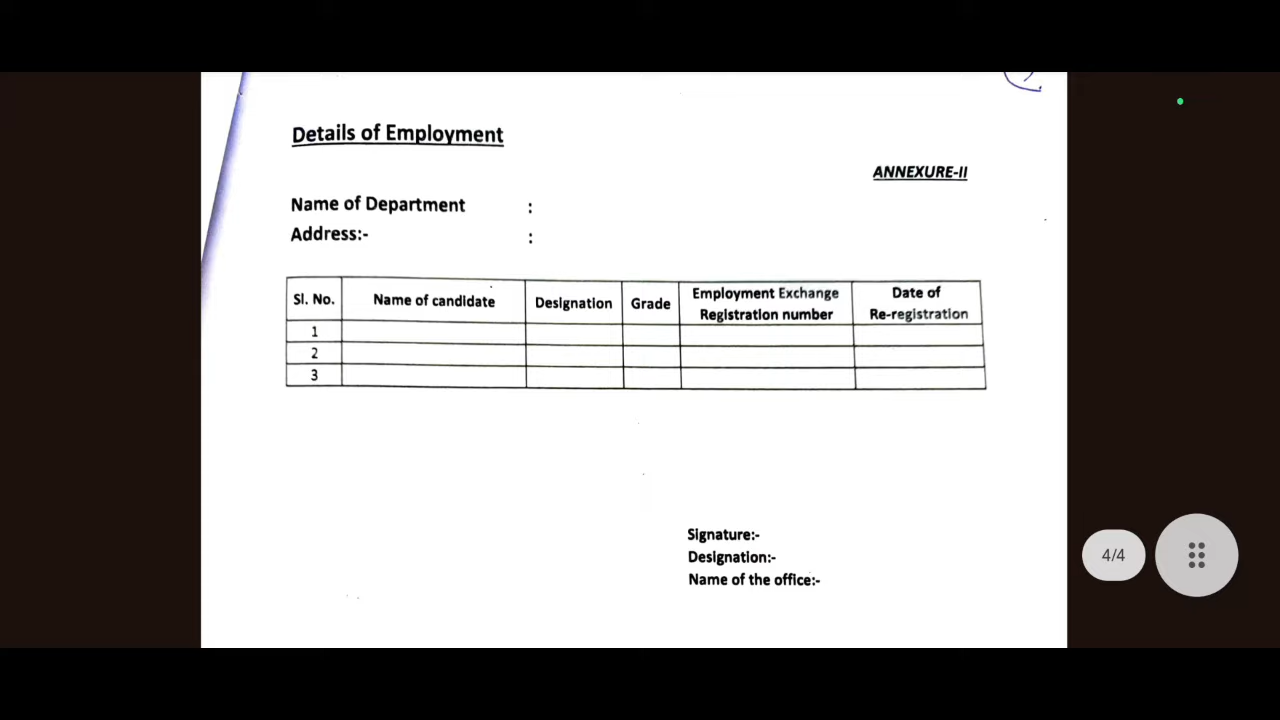 Details of Employment
ANNEXURE-II
Name of Department :
Address:- :
Sl. No. Name of candidate Designation Grade Employment Exchange Registration number Date of Re-registration
1
2
3
Signature:-
Designation:-
Name of the office:-
4/4